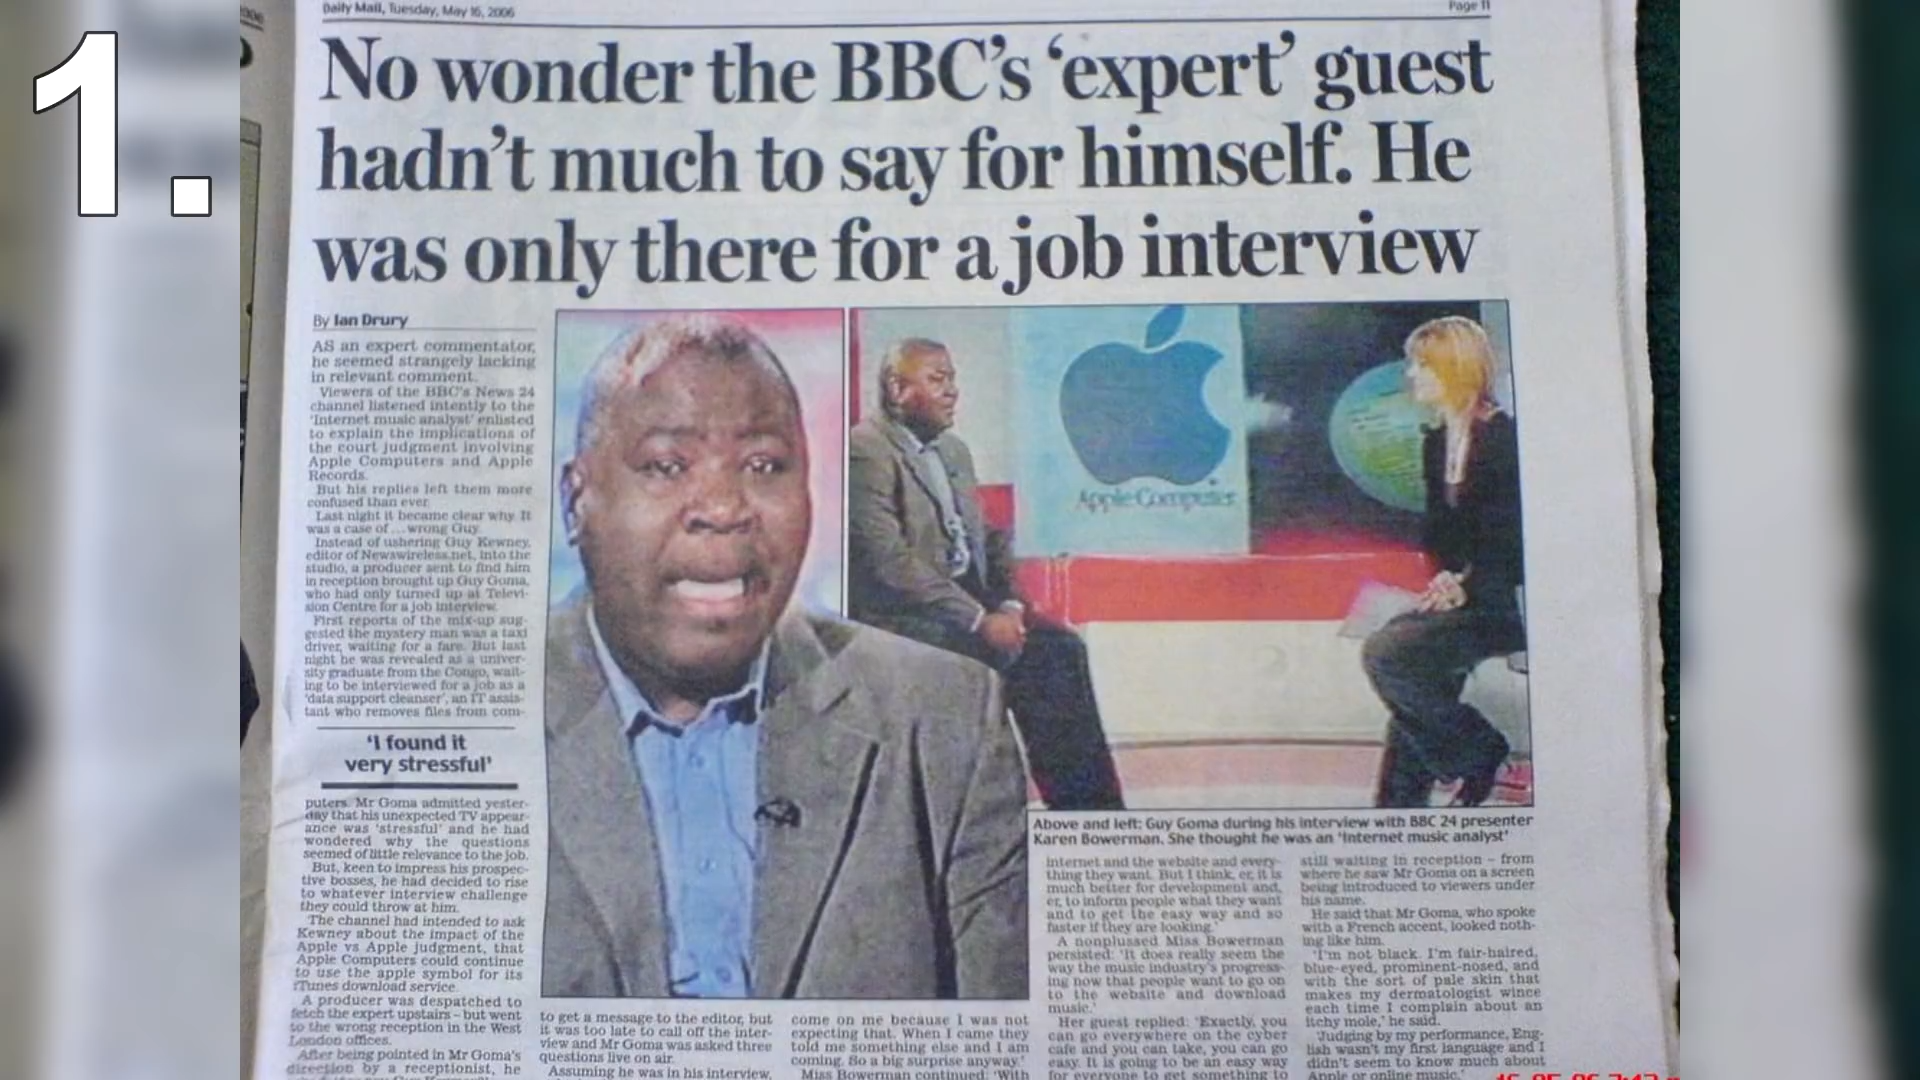 1.
Daily Mail, Tuesday, May 16, 2006
Page 11
No wonder the BBC's 'expert' guest
hadn't much to say for himself. He
was only there for a job interview
By Ian Drury
AS an expert commentator,
he seemed strangely lacking
in relevant comment.
Viewers of the BBC's News 24
channel listened intently to the
'Internet music analyst' enlisted
to explain the implications of
the court judgment involving
Apple Computers and Apple
Records.
But his replies left them more
confused than ever.
Last night it became clear why. It
was a case of ... wrong Guy.
Instead of ushering Guy Kewney,
editor of Newswireless.net, into the
studio, a producer sent to find him
in reception brought up Guy Goma,
who had only turned up at Televi-
sion Centre for a job interview.
First reports of the mix-up sug-
gested the mystery man was a taxi
driver, waiting for a fare. But last
night he was revealed as a univer-
sity graduate from the Congo, wait-
ing to be interviewed for a job as a
'data support cleanser', an IT assis-
tant who removes files from com-
'I found it
very stressful'
puters. Mr Goma admitted yester-
day that his unexpected TV appear-
ance was 'stressful' and he had
wondered why the questions
seemed of little relevance to the job.
But, keen to impress his prospec-
tive bosses, he had decided to rise
to whatever interview challenge
they could throw at him.
The channel had intended to ask
Kewney about the impact of the
Apple vs Apple judgment, that
Apple Computers could continue
to use the apple symbol for its
iTunes download service.
A producer was despatched to
fetch the expert upstairs – but went
to the wrong reception in the West
London offices.
After being pointed in Mr Goma's
direction by a receptionist, he
Apple Computer
Above and left: Guy Goma during his interview with BBC 24 presenter
Karen Bowerman. She thought he was an 'Internet music analyst'
to get a message to the editor, but
it was too late to call off the inter-
view and Mr Goma was asked three
questions live on air.
Assuming he was in his interview,
come on me because I was not
expecting that. When I came they
told me something else and I am
coming. So a big surprise anyway.'
Miss Bowerman continued: 'With
internet and the website and every-
thing they want. But I think, er, it is
much better for development and,
er, to inform people what they want
and to get the easy way and so
faster if they are looking.'
A nonplussed Miss Bowerman
persisted: 'It does really seem the
way the music industry's progress-
ing now that people want to go on
to the website and download
music.'
Her guest replied: 'Exactly, you
can go everywhere on the cyber
cafe and you can take, you can go
easy. It is going to be an easy way
for everyone to get something to
still waiting in reception – from
where he saw Mr Goma on a screen
being introduced to viewers under
his name.
He said that Mr Goma, who spoke
with a French accent, looked noth-
ing like him.
'I'm not black. I'm fair-haired,
blue-eyed, prominent-nosed, and
with the sort of pale skin that
makes my dermatologist wince
each time I complain about an
itchy mole,' he said.
'Judging by my performance, Eng-
lish wasn't my first language and I
didn't seem to know much about
Apple or online music.'